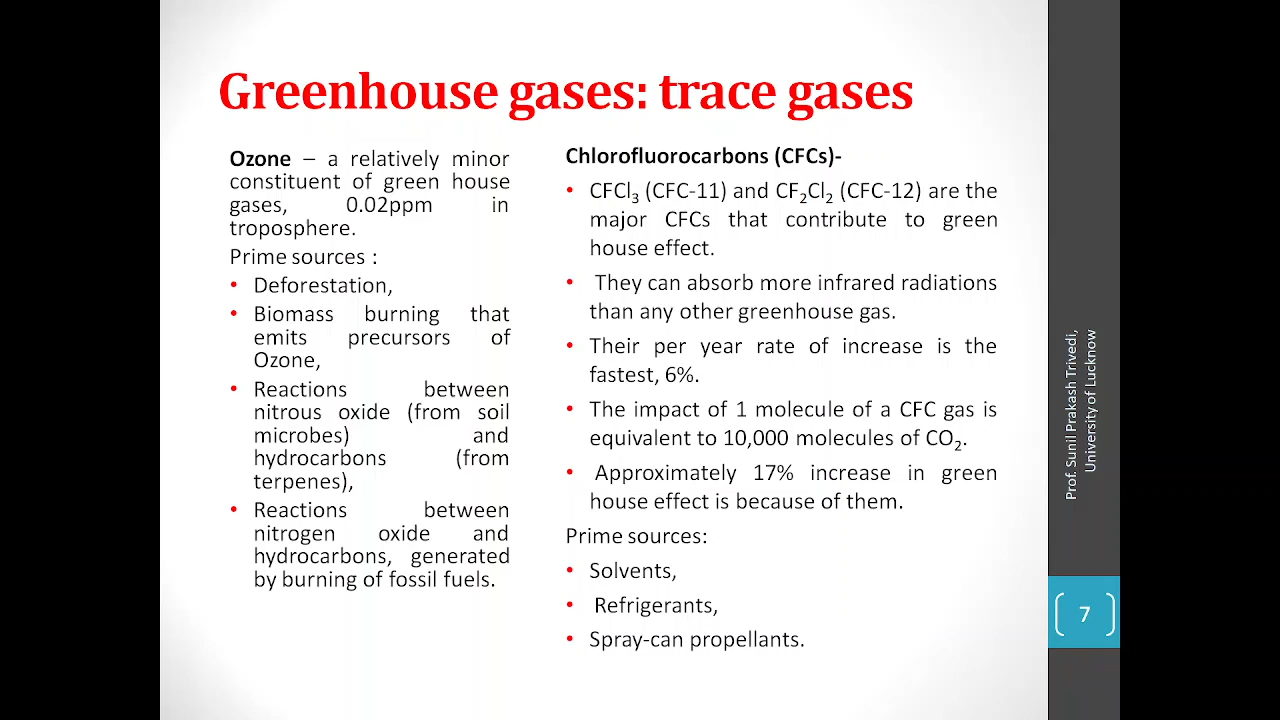 Greenhouse gases: trace gases
Ozone – a relatively minor
constituent of green house
gases, 0.02ppm in
troposphere.
Prime sources :
• Deforestation,
• Biomass burning that
emits precursors of
Ozone,
• Reactions between
nitrous oxide (from soil
microbes) and
hydrocarbons (from
terpenes),
• Reactions between
nitrogen oxide and
hydrocarbons, generated
by burning of fossil fuels.
Chlorofluorocarbons (CFCs)-
• CFCl₃ (CFC-11) and CF₂Cl₂ (CFC-12) are the
major CFCs that contribute to green
house effect.
• They can absorb more infrared radiations
than any other greenhouse gas.
• Their per year rate of increase is the
fastest, 6%.
• The impact of 1 molecule of a CFC gas is
equivalent to 10,000 molecules of CO₂.
• Approximately 17% increase in green
house effect is because of them.
Prime sources:
• Solvents,
• Refrigerants,
• Spray-can propellants.
Prof. Sunil Prakash Trivedi,
University of Lucknow
7